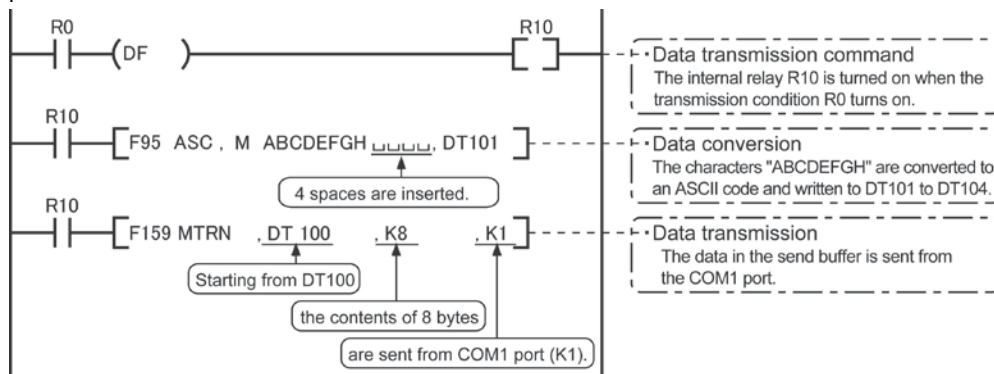 R0
R10
(DF )
Data transmission command
The internal relay R10 is turned on when the
transmission condition R0 turns on.
R10
F95 ASC , M ABCDEFGH ␣␣␣␣, DT101
Data conversion
The characters "ABCDEFGH" are converted to
an ASCII code and written to DT101 to DT104.
4 spaces are inserted.
R10
F159 MTRN , DT 100 , K8 , K1
Data transmission
The data in the send buffer is sent from
the COM1 port.
Starting from DT100
the contents of 8 bytes
are sent from COM1 port (K1).